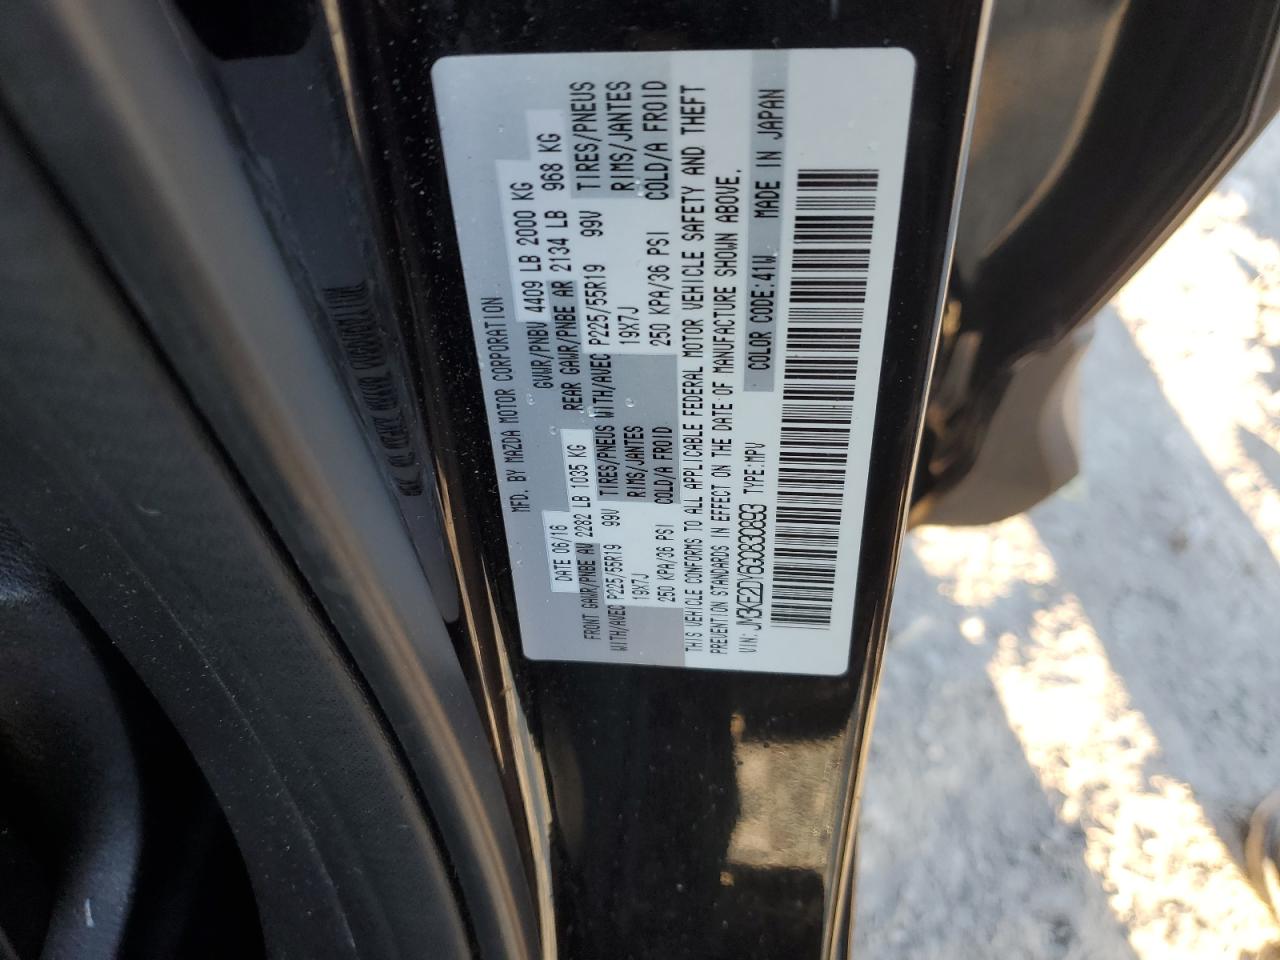 MFD. BY MAZDA MOTOR CORPORATION
DATE 06/16 GVWR/PNBV 4409 LB 2000 KG
FRONT GAWR/PNBE AV 2282 LB 1035 KG REAR GAWR/PNBE AR 2134 LB 968 KG
WITH/AVEC P225/55R19 99V TIRES/PNEUS WITH/AVEC P225/55R19 99V TIRES/PNEUS
19X7J RIMS/JANTES 19X7J RIMS/JANTES
250 KPA/36 PSI COLD/A FROID 250 KPA/36 PSI COLD/A FROID
THIS VEHICLE CONFORMS TO ALL APPLICABLE FEDERAL MOTOR VEHICLE SAFETY AND THEFT
PREVENTION STANDARDS IN EFFECT ON THE DATE OF MANUFACTURE SHOWN ABOVE.
VIN: JM3KE2DY6G0830893 TYPE:MPV COLOR CODE:41W MADE IN JAPAN